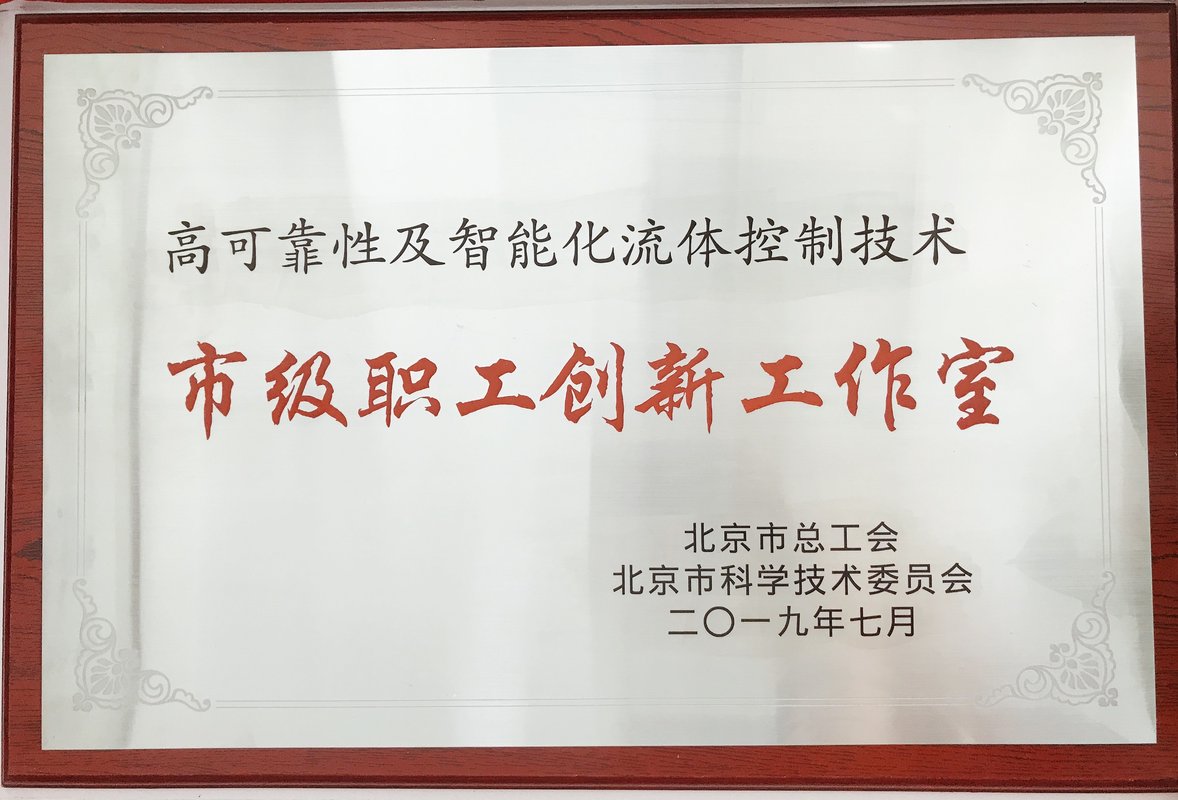 高可靠性及智能化流体控制技术
市级职工创新工作室
北京市总工会
北京市科学技术委员会
二〇一九年七月